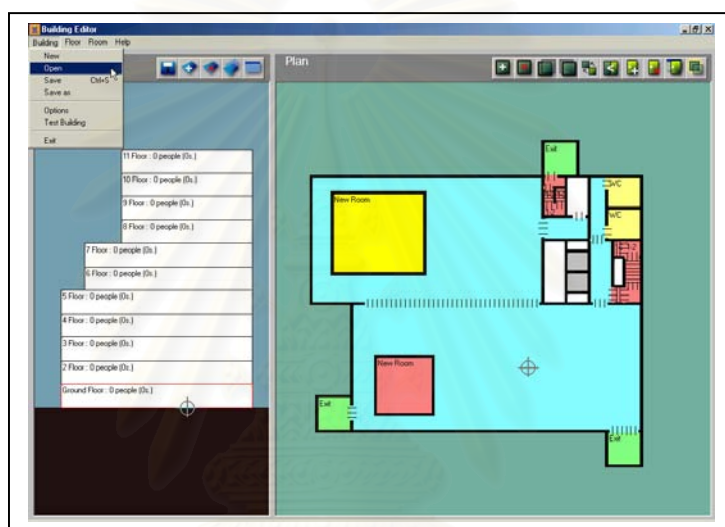 Building Editor
Building Floor Room Help
New
Open
Save Ctrl+S
Save as
Options
Test Building
Exit
Plan
11 Floor : 0 people (0s.)
10 Floor : 0 people (0s.)
9 Floor : 0 people (0s.)
8 Floor : 0 people (0s.)
7 Floor : 0 people (0s.)
6 Floor : 0 people (0s.)
5 Floor : 0 people (0s.)
4 Floor : 0 people (0s.)
3 Floor : 0 people (0s.)
2 Floor : 0 people (0s.)
Ground Floor : 0 people (0s.)
Exit
WC
New Room
WC
New Room
Exit
Exit